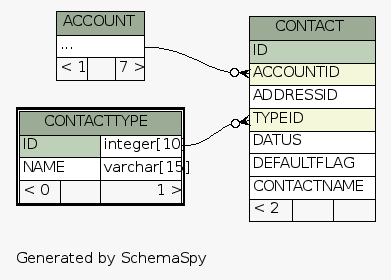 ACCOUNT
...
< 1 7 >
CONTACT
ID
ACCOUNTID
ADDRESSID
TYPEID
DATUS
DEFAULTFLAG
CONTACTNAME
< 2
CONTACTTYPE
ID integer[10]
NAME varchar[15]
< 0 1 >
Generated by SchemaSpy